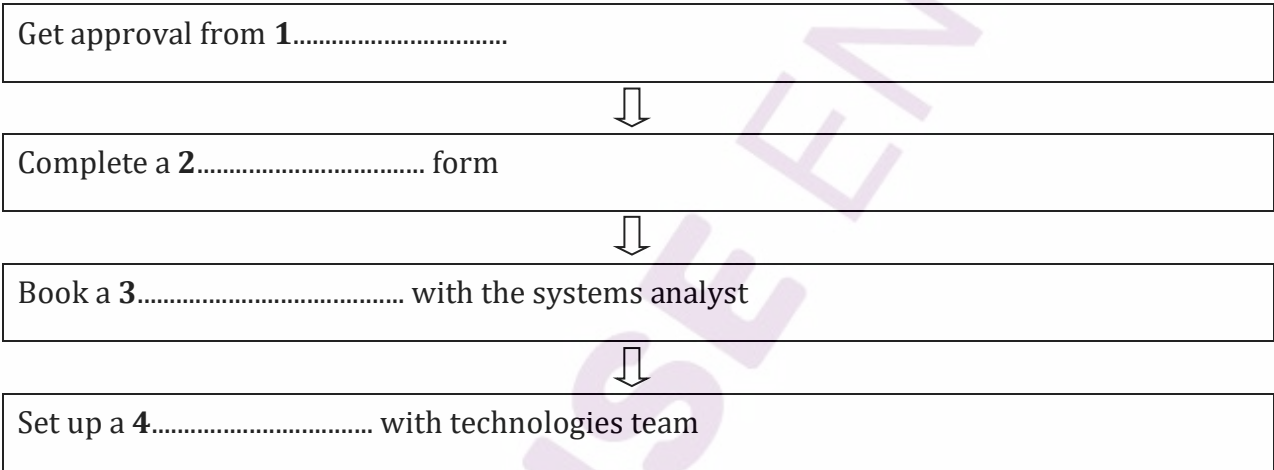 Get approval from 1.................................
Complete a 2................................... form
Book a 3......................................... with the systems analyst
Set up a 4.................................. with technologies team